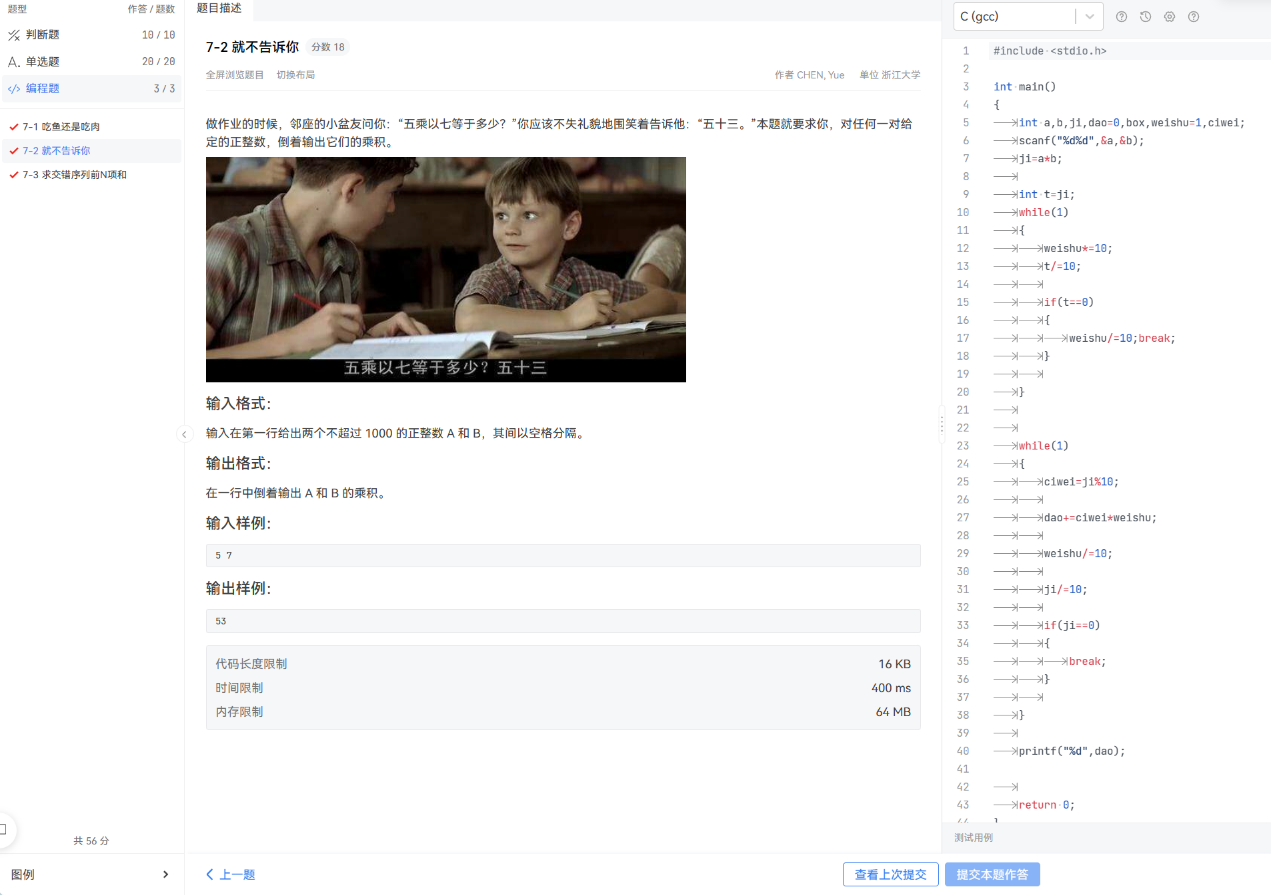 题型 作答 / 题数
判断题 10 / 10
A. 单选题 20 / 20
</> 编程题 3 / 3
7-1 吃鱼还是吃肉
7-2 就不告诉你
7-3 求交错序列前N项和
共 56 分
图例
题目描述
7-2 就不告诉你 分数 18
全屏浏览题目 切换布局 作者 CHEN, Yue 单位 浙江大学
做作业的时候，邻座的小盆友问你：“五乘以七等于多少？”你应该不失礼貌地围笑着告诉他：“五十三。”本题就要求你，对任何一对给
定的正整数，倒着输出它们的乘积。
五乘以七等于多少？五十三
输入格式：
输入在第一行给出两个不超过 1000 的正整数 A 和 B，其间以空格分隔。
输出格式：
在一行中倒着输出 A 和 B 的乘积。
输入样例：
5 7
输出样例：
53
代码长度限制 16 KB
时间限制 400 ms
内存限制 64 MB
上一题
查看上次提交 提交本题作答
C (gcc)
1 #include <stdio.h>
2
3 int main()
4 {
5 int a,b,ji,dao=0,box,weishu=1,ciwei;
6 scanf("%d%d",&a,&b);
7 ji=a*b;
8
9 int t=ji;
10 while(1)
11 {
12 weishu*=10;
13 t/=10;
14
15 if(t==0)
16 {
17 weishu/=10;break;
18 }
19
20 }
21
22
23 while(1)
24 {
25 ciwei=ji%10;
26
27 dao+=ciwei*weishu;
28
29 weishu/=10;
30
31 ji/=10;
32
33 if(ji==0)
34 {
35 break;
36 }
37
38 }
39
40 printf("%d",dao);
41
42
43 return 0;
44 }
测试用例